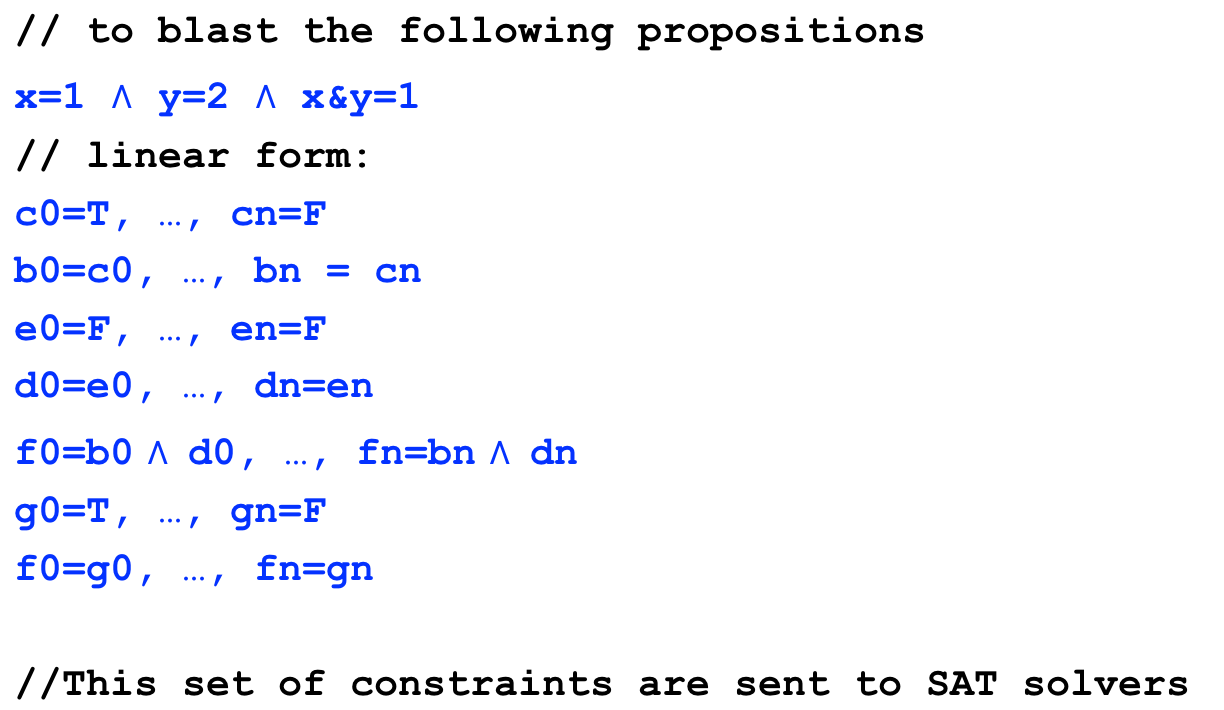 // to blast the following propositions
x=1 ∧ y=2 ∧ x&y=1
// linear form:
c0=T, …, cn=F
b0=c0, …, bn = cn
e0=F, …, en=F
d0=e0, …, dn=en
f0=b0 ∧ d0, …, fn=bn ∧ dn
g0=T, …, gn=F
f0=g0, …, fn=gn
//This set of constraints are sent to SAT solvers